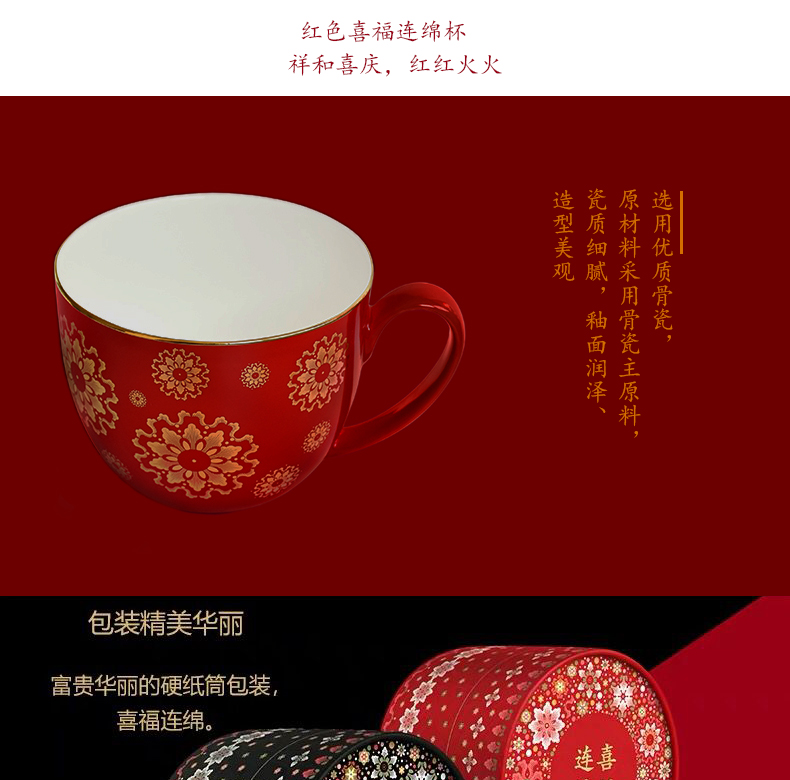 红色喜福连绵杯
祥和喜庆，红红火火
选用优质骨瓷，
原材料采用骨瓷主原料，
瓷质细腻，釉面润泽、
造型美观
包装精美华丽
富贵华丽的硬纸筒包装，
喜福连绵。
喜
连